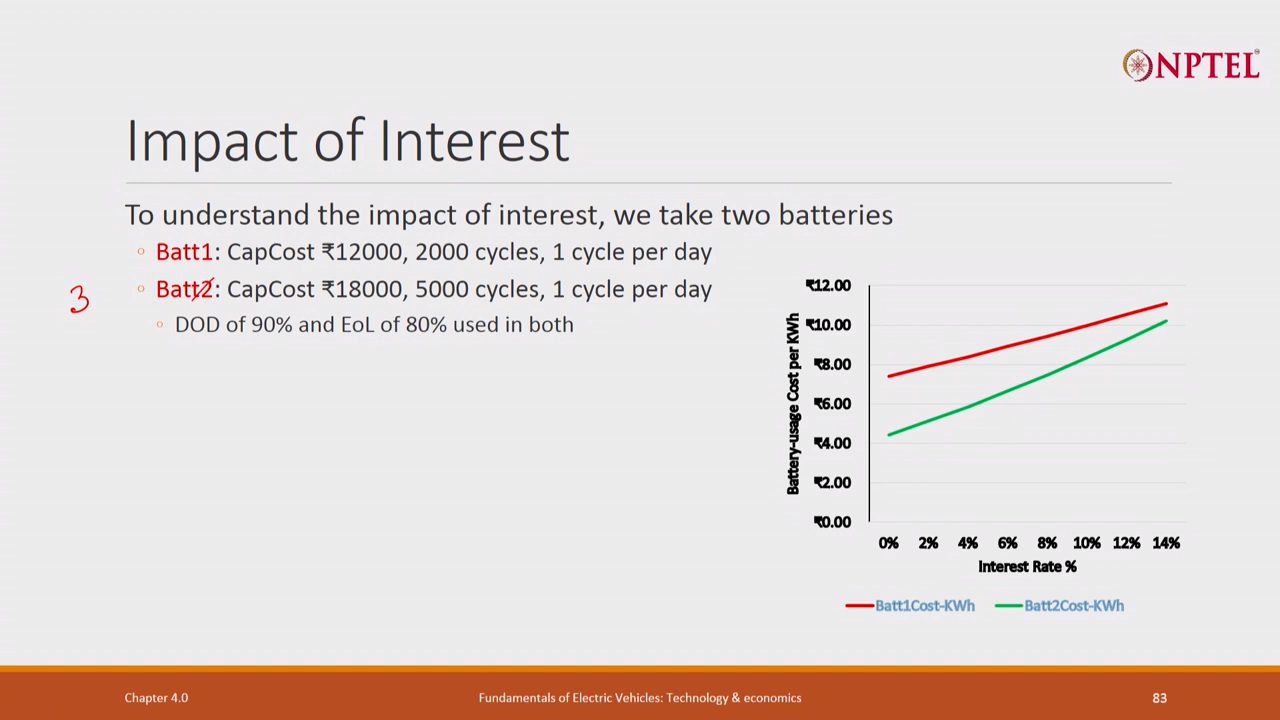 NPTEL
Impact of Interest
To understand the impact of interest, we take two batteries
Batt1: CapCost ₹12000, 2000 cycles, 1 cycle per day
3
Batt2: CapCost ₹18000, 5000 cycles, 1 cycle per day
DOD of 90% and EoL of 80% used in both
Battery-usage Cost per KWh
₹12.00
₹10.00
₹8.00
₹6.00
₹4.00
₹2.00
₹0.00
0% 2% 4% 6% 8% 10% 12% 14%
Interest Rate %
Batt1Cost-KWh Batt2Cost-KWh
Chapter 4.0 Fundamentals of Electric Vehicles: Technology & economics 83